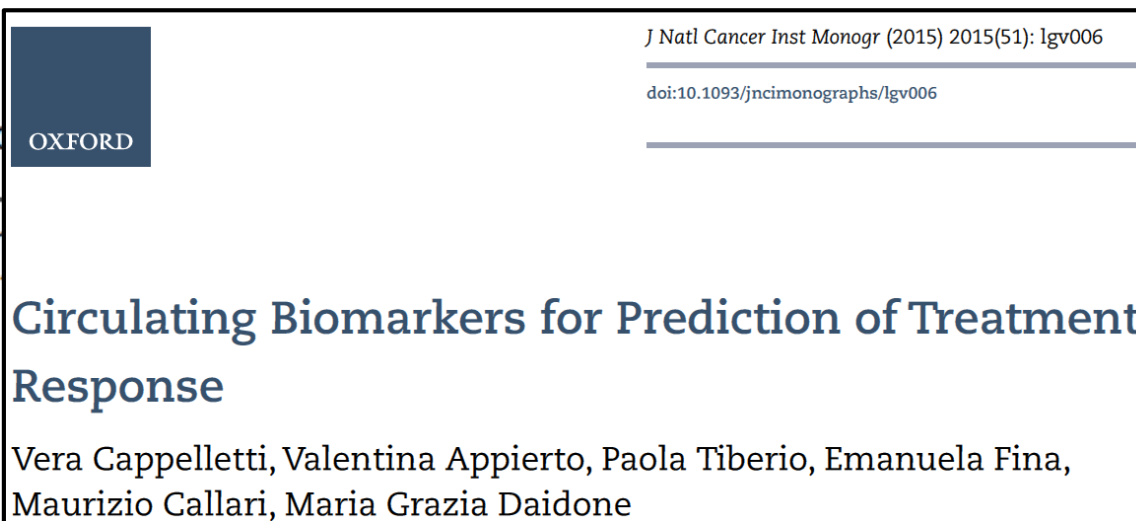 J Natl Cancer Inst Monogr (2015) 2015(51): lgv006
doi:10.1093/jncimonographs/lgv006
OXFORD
Circulating Biomarkers for Prediction of Treatment
Response
Vera Cappelletti, Valentina Appierto, Paola Tiberio, Emanuela Fina,
Maurizio Callari, Maria Grazia Daidone